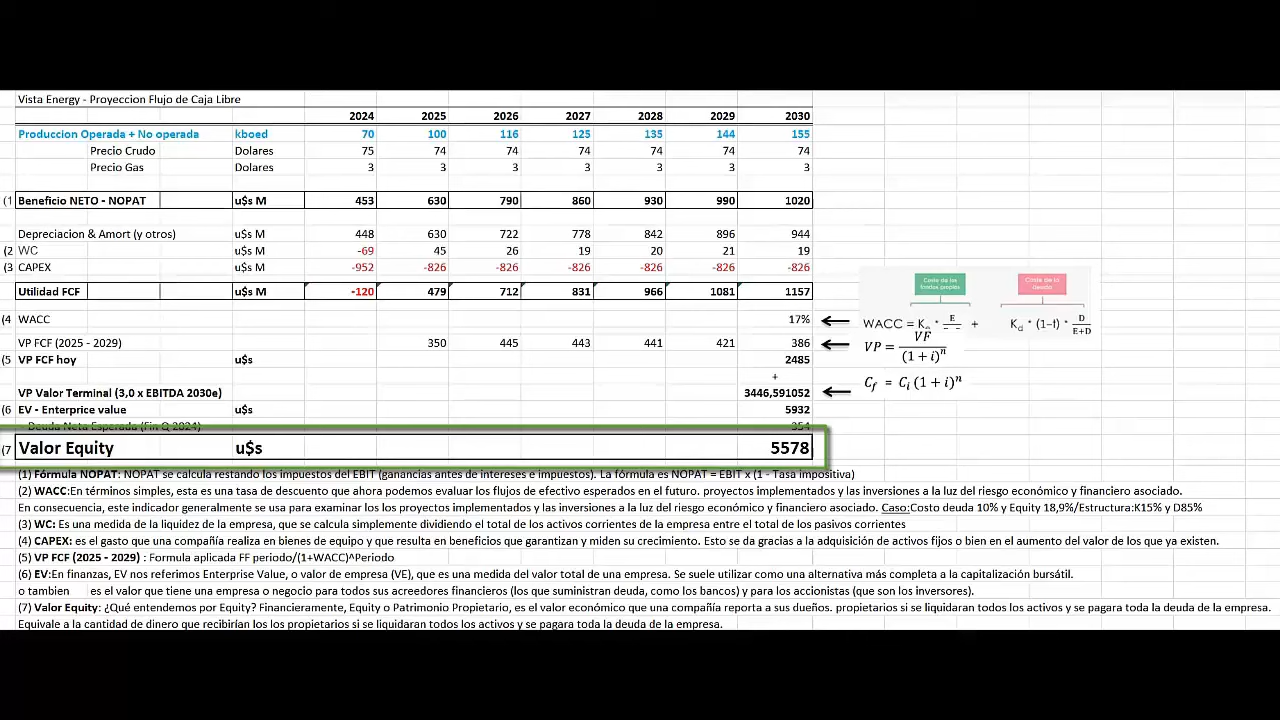 Vista Energy - Proyeccion Flujo de Caja Libre
2024 2025 2026 2027 2028 2029 2030
Produccion Operada + No operada kboed 70 100 116 125 135 144 155
Precio Crudo Dolares 75 74 74 74 74 74 74
Precio Gas Dolares 3 3 3 3 3 3 3
(1 Beneficio NETO - NOPAT u$s M 453 630 790 860 930 990 1020
Depreciacion & Amort (y otros) u$s M 448 630 722 778 842 896 944
(2 WC u$s M -69 45 26 19 20 21 19
(3 CAPEX u$s M -952 -826 -826 -826 -826 -826 -826
Utilidad FCF u$s M -120 479 712 831 966 1081 1157
Coste de los fondos propios
Coste de la deuda
(4 WACC 17%
WACC = K * E + K_d * (1–I) * D/E+D
VP FCF (2025 - 2029) 350 445 443 441 421 386
VP = VF/(1 + i)^n
(5 VP FCF hoy u$s 2485
+
VP Valor Terminal (3,0 x EBITDA 2030e) 3446,591052
C_f = C_i (1 + i)^n
(6 EV - Enterprice value u$s 5932
- Deuda Neta Esperada (Fin Q 2024) 354
(7 Valor Equity u$s 5578
(1) Fórmula NOPAT: NOPAT se calcula restando los impuestos del EBIT (ganancias antes de intereses e impuestos). La fórmula es NOPAT = EBIT x (1 - Tasa impositiva)
(2) WACC:En términos simples, esta es una tasa de descuento que ahora podemos evaluar los flujos de efectivo esperados en el futuro. proyectos implementados y las inversiones a la luz del riesgo económico y financiero asociado.
En consecuencia, este indicador generalmente se usa para examinar los los proyectos implementados y las inversiones a la luz del riesgo económico y financiero asociado. Caso:Costo deuda 10% y Equity 18,9%/Estructura:K15% y D85%
(3) WC: Es una medida de la liquidez de la empresa, que se calcula simplemente dividiendo el total de los activos corrientes de la empresa entre el total de los pasivos corrientes
(4) CAPEX: es el gasto que una compañía realiza en bienes de equipo y que resulta en beneficios que garantizan y miden su crecimiento. Esto se da gracias a la adquisición de activos fijos o bien en el aumento del valor de los que ya existen.
(5) VP FCF (2025 - 2029) : Formula aplicada FF periodo/(1+WACC)^Periodo
(6) EV:En finanzas, EV nos referimos Enterprise Value, o valor de empresa (VE), que es una medida del valor total de una empresa. Se suele utilizar como una alternativa más completa a la capitalización bursátil.
o tambien es el valor que tiene una empresa o negocio para todos sus acreedores financieros (los que suministran deuda, como los bancos) y para los accionistas (que son los inversores).
(7) Valor Equity: ¿Qué entendemos por Equity? Financieramente, Equity o Patrimonio Propietario, es el valor económico que una compañía reporta a sus dueños. propietarios si se liquidaran todos los activos y se pagara toda la deuda de la empresa.
Equivale a la cantidad de dinero que recibirían los los propietarios si se liquidaran todos los activos y se pagara toda la deuda de la empresa.